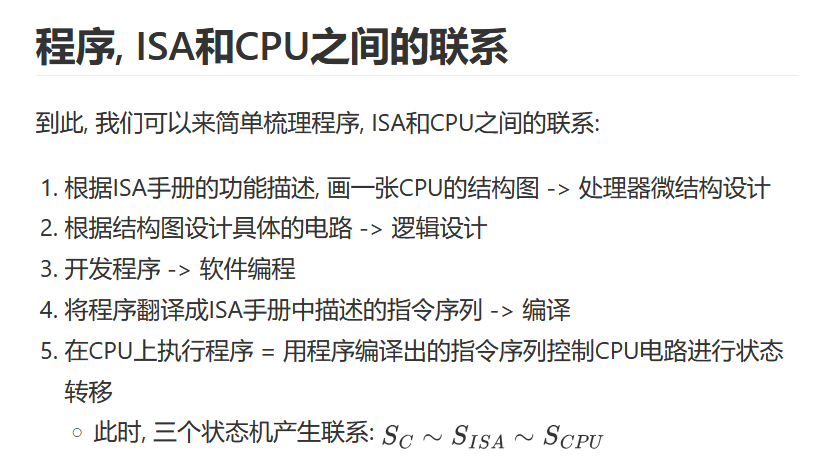 程序, ISA和CPU之间的联系
到此, 我们可以来简单梳理程序, ISA和CPU之间的联系:
1. 根据ISA手册的功能描述, 画一张CPU的结构图 -> 处理器微结构设计
2. 根据结构图设计具体的电路 -> 逻辑设计
3. 开发程序 -> 软件编程
4. 将程序翻译成ISA手册中描述的指令序列 -> 编译
5. 在CPU上执行程序 = 用程序编译出的指令序列控制CPU电路进行状态
转移
○ 此时, 三个状态机产生联系: $S_C \sim S_{ISA} \sim S_{CPU}$